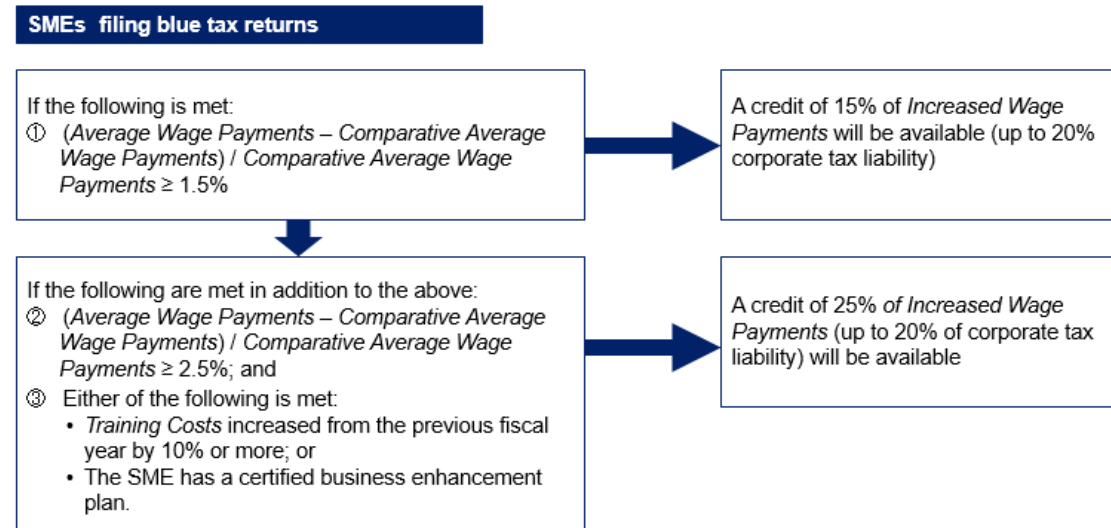 SMEs filing blue tax returns
If the following is met:
① (Average Wage Payments – Comparative Average
Wage Payments) / Comparative Average Wage
Payments ≥ 1.5%
A credit of 15% of Increased Wage
Payments will be available (up to 20%
corporate tax liability)
If the following are met in addition to the above:
② (Average Wage Payments – Comparative Average
Wage Payments) / Comparative Average Wage
Payments ≥ 2.5%; and
③ Either of the following is met:
• Training Costs increased from the previous fiscal
year by 10% or more; or
• The SME has a certified business enhancement
plan.
A credit of 25% of Increased Wage
Payments (up to 20% of corporate tax
liability) will be available